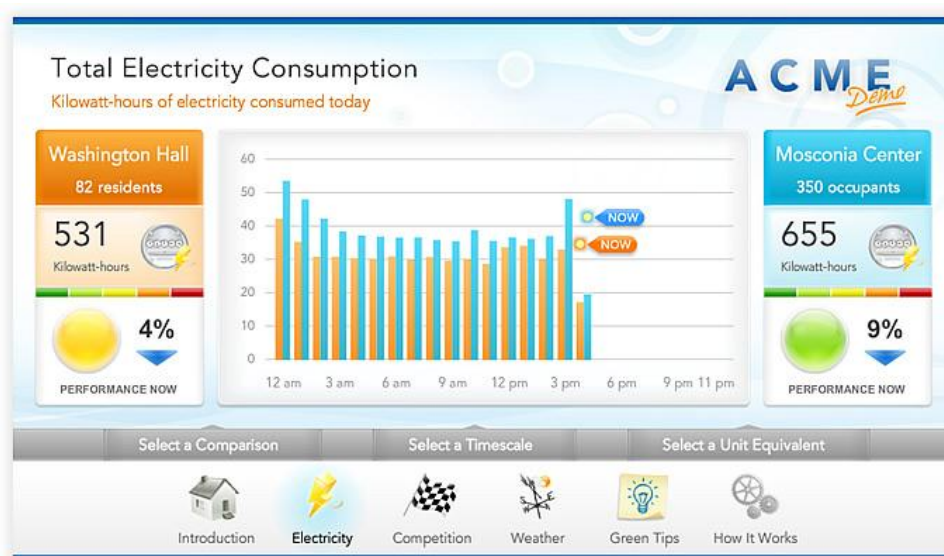 Total Electricity Consumption
Kilowatt-hours of electricity consumed today
ACME
Demo
Washington Hall
82 residents
531
Kilowatt-hours
4%
PERFORMANCE NOW
60
50
40
30
20
10
0
NOW
NOW
12 am 3 am 6 am 9 am 12 pm 3 pm 6 pm 9 pm 11 pm
Mosconia Center
350 occupants
655
Kilowatt-hours
9%
PERFORMANCE NOW
Select a Comparison Select a Timescale Select a Unit Equivalent
Introduction Electricity Competition Weather Green Tips How It Works